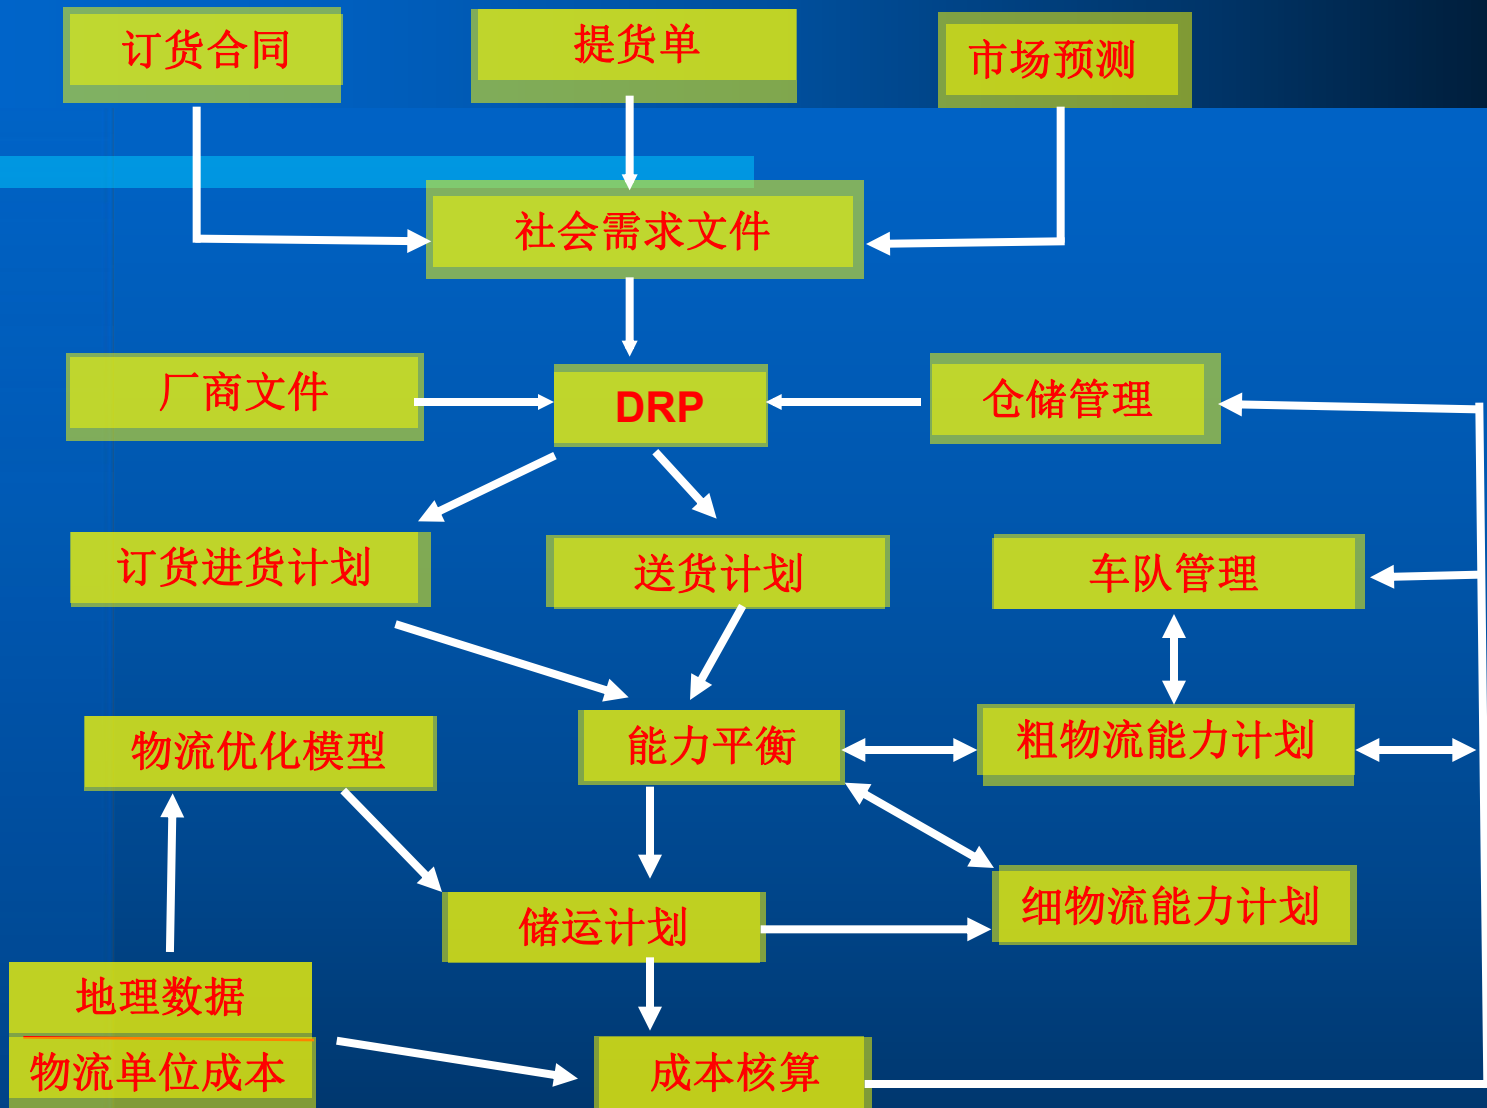 订货合同
提货单
市场预测
社会需求文件
厂商文件
DRP
仓储管理
订货进货计划
送货计划
车队管理
物流优化模型
能力平衡
粗物流能力计划
储运计划
细物流能力计划
地理数据
物流单位成本
成本核算